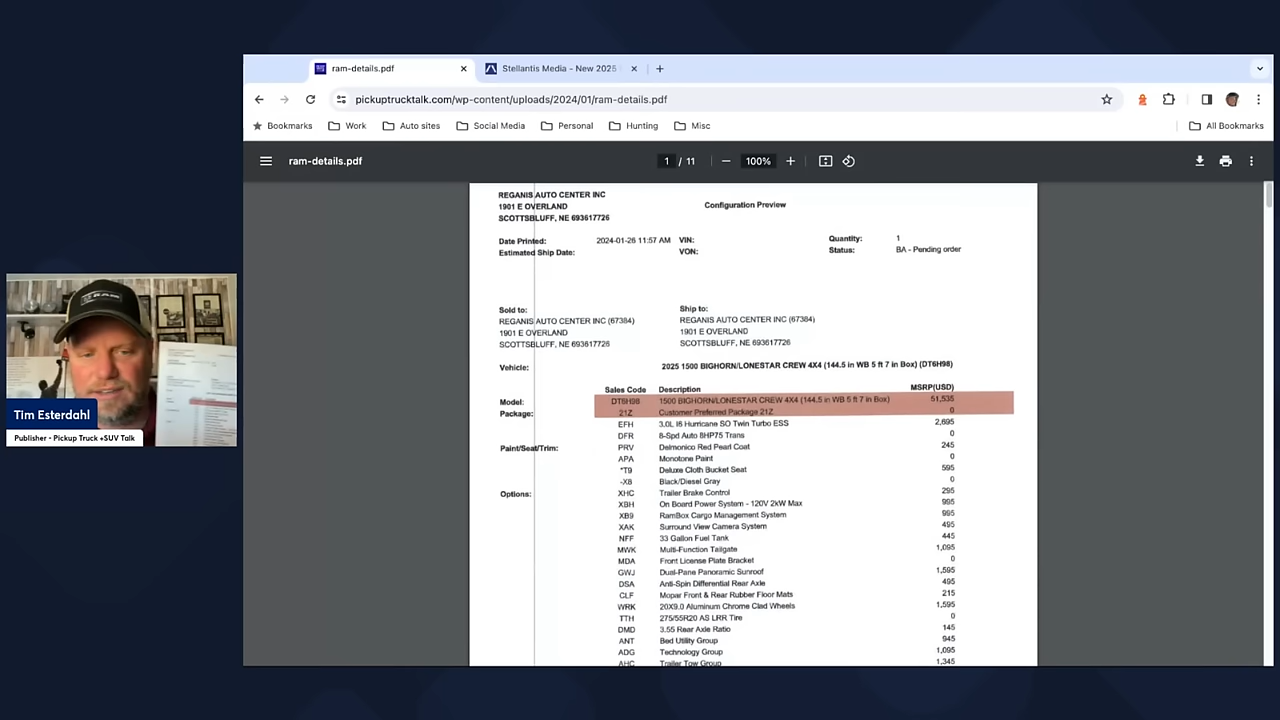 ram-details.pdf
Stellantis Media - New 2025
pickuptrucktalk.com/wp-content/uploads/2024/01/ram-details.pdf
Bookmarks Work Auto sites Social Media Personal Hunting Misc All Bookmarks
ram-details.pdf 1 / 11 100%
REGANIS AUTO CENTER INC
1901 E OVERLAND
SCOTTSBLUFF, NE 693617726
Configuration Preview
Date Printed: 2024-01-26 11:57 AM VIN: Quantity: 1
Estimated Ship Date: VON: Status: BA - Pending order
Sold to: Ship to:
REGANIS AUTO CENTER INC (67384) REGANIS AUTO CENTER INC (67384)
1901 E OVERLAND 1901 E OVERLAND
SCOTTSBLUFF, NE 693617726 SCOTTSBLUFF, NE 693617726
Vehicle: 2025 1500 BIGHORN/LONESTAR CREW 4X4 (144.5 in WB 5 ft 7 in Box) (DT6H98)
Sales Code Description MSRP(USD)
Model: DT6H98 1500 BIGHORN/LONESTAR CREW 4X4 (144.5 in WB 5 ft 7 in Box) 51,535
Package: 21Z Customer Preferred Package 21Z 0
EFH 3.0L I6 Hurricane SO Twin Turbo ESS 2,695
DFR 8-Spd Auto 8HP75 Trans 0
Paint/Seat/Trim: PRV Delmonico Red Pearl Coat 245
APA Monotone Paint 0
*T9 Deluxe Cloth Bucket Seat 595
-X8 Black/Diesel Gray 0
Options: XHC Trailer Brake Control 295
XBH On Board Power System - 120V 2kW Max 995
XB9 RamBox Cargo Management System 995
XAK Surround View Camera System 495
NFF 33 Gallon Fuel Tank 445
MWK Multi-Function Tailgate 1,095
MDA Front License Plate Bracket 0
GWJ Dual-Pane Panoramic Sunroof 1,595
DSA Anti-Spin Differential Rear Axle 495
CLF Mopar Front & Rear Rubber Floor Mats 215
WRK 20X9.0 Aluminum Chrome Clad Wheels 1,595
TTH 275/55R20 AS LRR Tire 0
DMD 3.55 Rear Axle Ratio 145
ANT Bed Utility Group 945
ADG Technology Group 1,095
AHC Trailer Tow Group 1,345
RAM
Tim Esterdahl
Publisher - Pickup Truck +SUV Talk